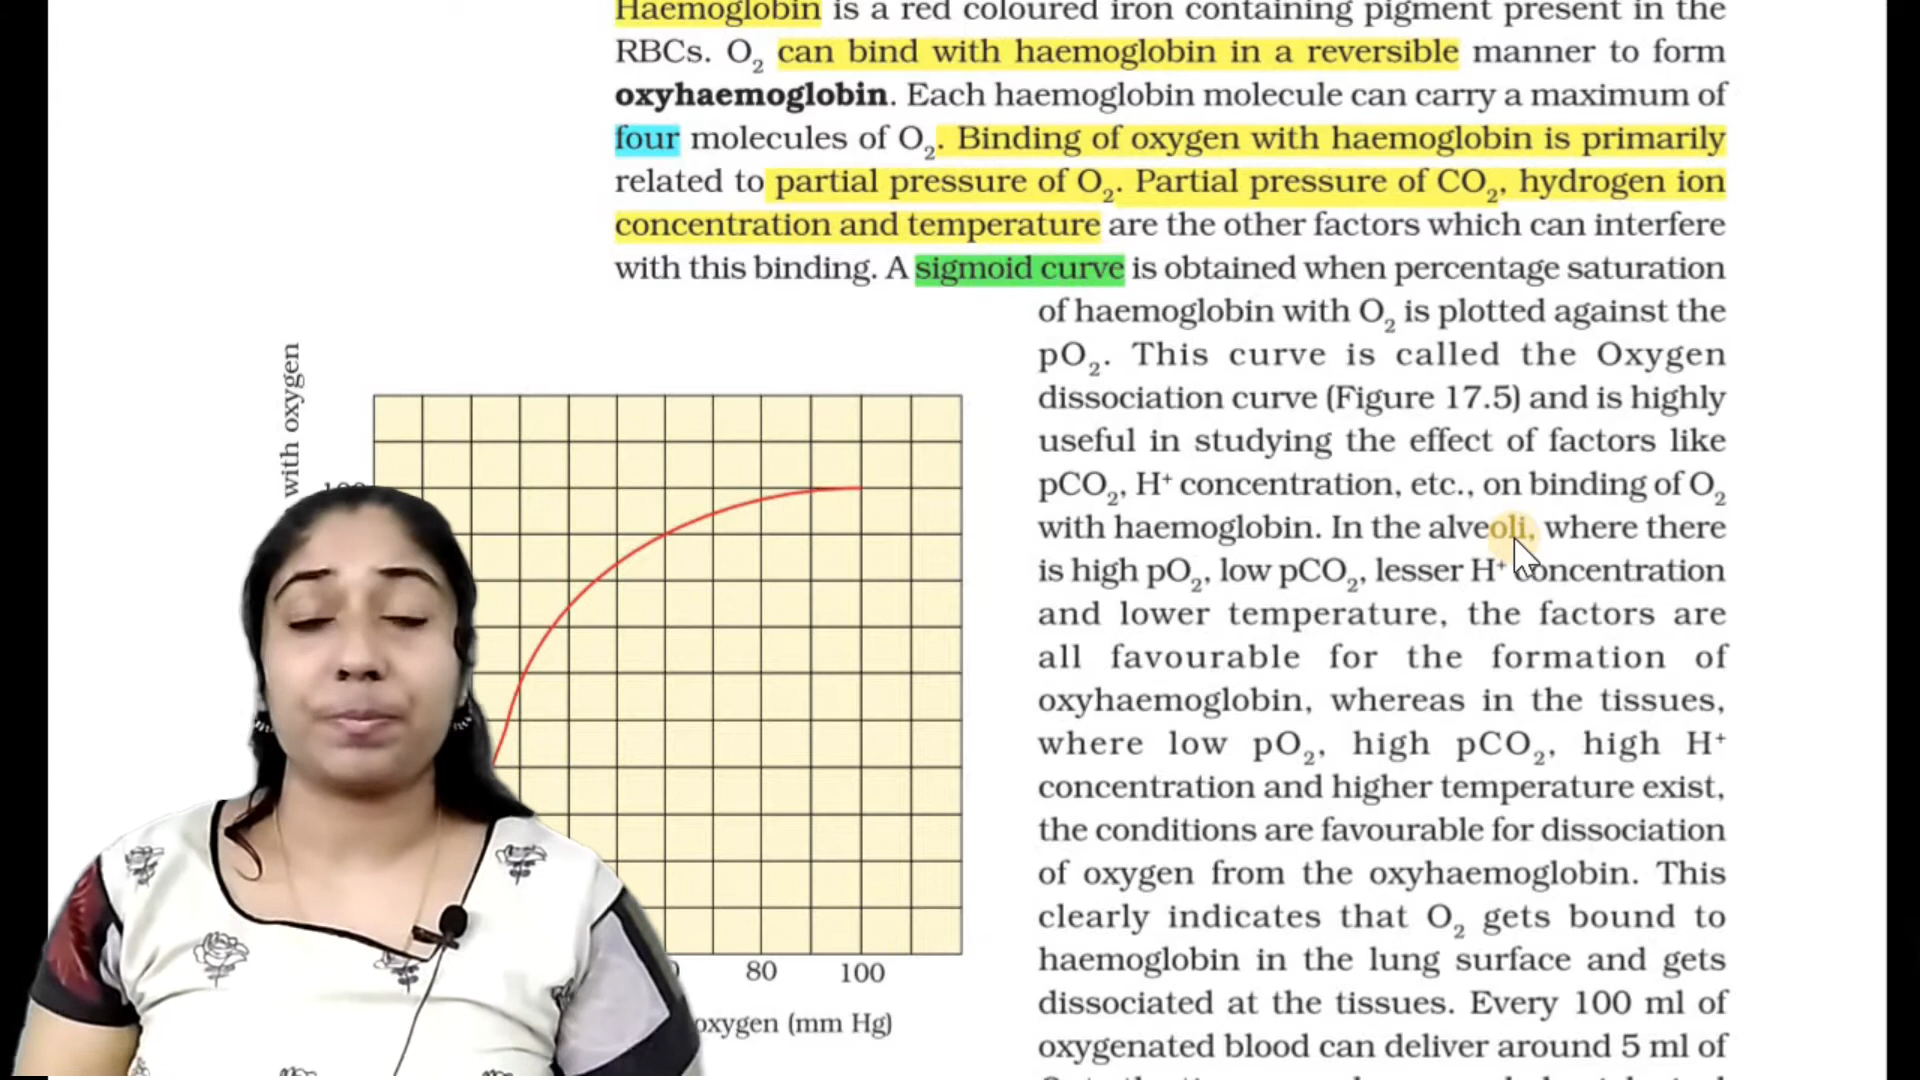 Haemoglobin is a red coloured iron containing pigment present in the
RBCs. O₂ can bind with haemoglobin in a reversible manner to form
oxyhaemoglobin. Each haemoglobin molecule can carry a maximum of
four molecules of O₂. Binding of oxygen with haemoglobin is primarily
related to partial pressure of O₂. Partial pressure of CO₂, hydrogen ion
concentration and temperature are the other factors which can interfere
with this binding. A sigmoid curve is obtained when percentage saturation
of haemoglobin with O₂ is plotted against the
pO₂. This curve is called the Oxygen
dissociation curve (Figure 17.5) and is highly
useful in studying the effect of factors like
pCO₂, H⁺ concentration, etc., on binding of O₂
with haemoglobin. In the alveoli, where there
is high pO₂, low pCO₂, lesser H⁺ concentration
and lower temperature, the factors are
all favourable for the formation of
oxyhaemoglobin, whereas in the tissues,
where low pO₂, high pCO₂, high H⁺
concentration and higher temperature exist,
the conditions are favourable for dissociation
of oxygen from the oxyhaemoglobin. This
clearly indicates that O₂ gets bound to
haemoglobin in the lung surface and gets
dissociated at the tissues. Every 100 ml of
oxygenated blood can deliver around 5 ml of
with oxygen
100
80 100
oxygen (mm Hg)